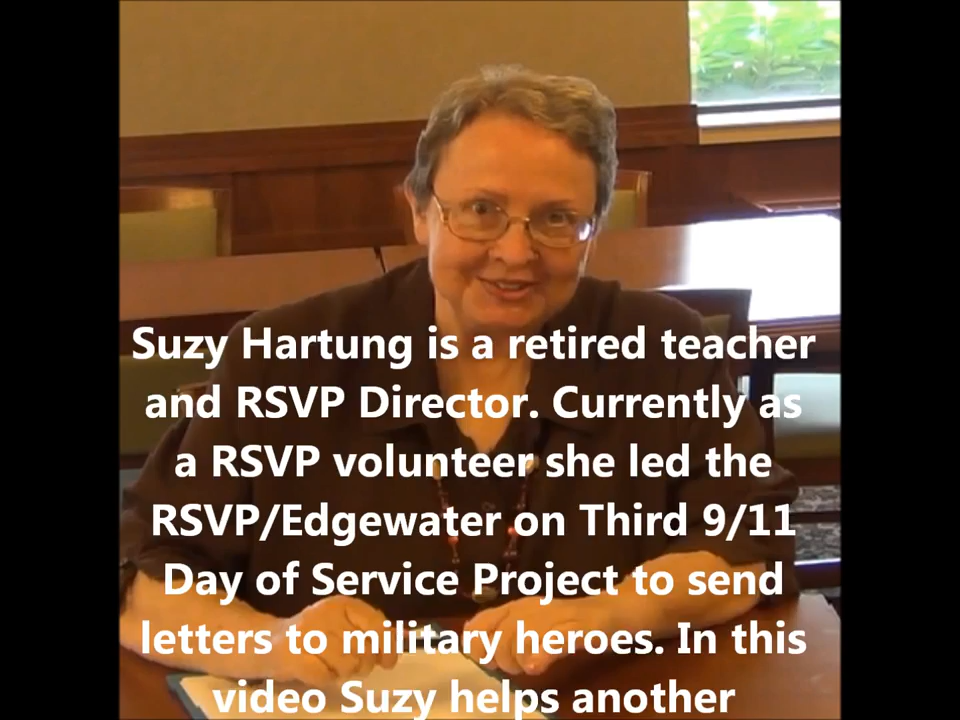 Suzy Hartung is a retired teacher
and RSVP Director. Currently as
a RSVP volunteer she led the
RSVP/Edgewater on Third 9/11
Day of Service Project to send
letters to military heroes. In this
video Suzy helps another